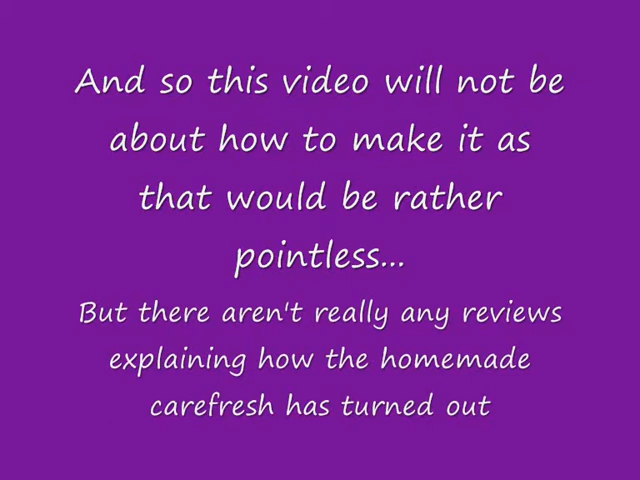 And so this video will not be
about how to make it as
that would be rather
pointless...
But there aren't really any reviews
explaining how the homemade
carefresh has turned out